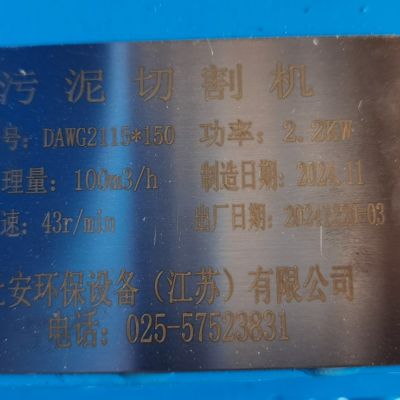 污泥切割机
号: DAWG2115*150 功率: 2.2KW
理量: 100m3/h 制造日期: 2024.11
速: 43r/min 出厂日期: 2024
安环保设备（江苏）有限公司
电话: 025-57523831